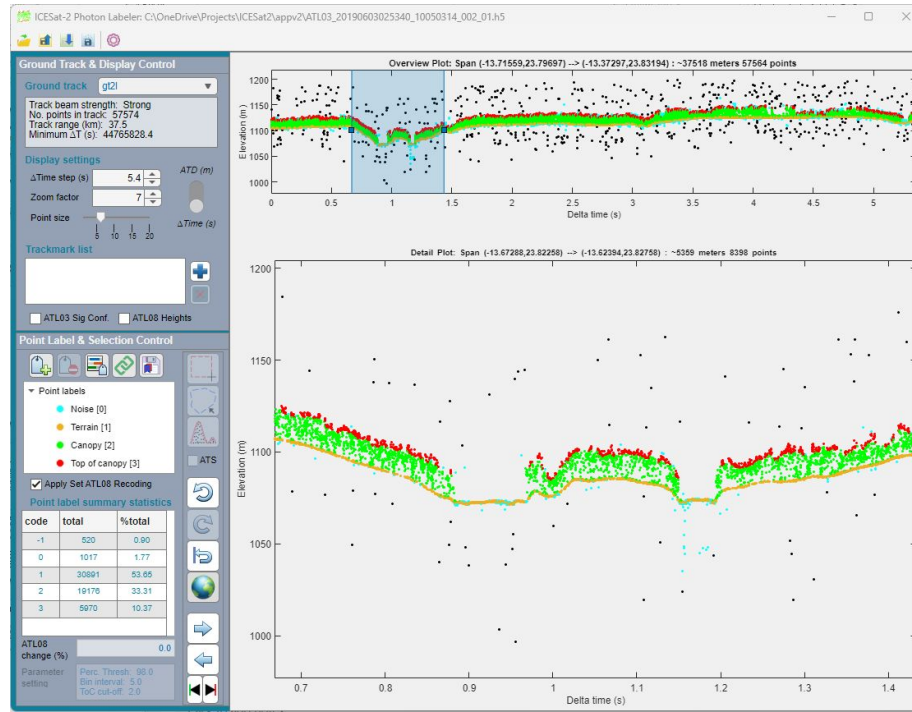 ICESat-2 Photon Labeler: C:\OneDrive\Projects\ICESat2\appv2\ATL03_20190603025340_10050314_002_01.h5
Ground Track & Display Control
Ground track gt2l
Track beam strength: Strong
No. points in track: 57574
Track range (km): 37.5
Minimum ΔT (s): 44765828.4
Display settings
ΔTime step (s) 5.4
ATD (m)
Zoom factor 7
Point size
ΔTime (s)
5 10 15 20
Trackmark list
ATL03 Sig Conf. ATL08 Heights
Point Label & Selection Control
Point labels
Noise [0]
Terrain [1]
Canopy [2]
Top of canopy [3]
ATS
Apply Set ATL08 Recoding
Point label summary statistics
code total %total
-1 520 0.90
0 1017 1.77
1 30891 53.65
2 19176 33.31
3 5970 10.37
ATL08
change (%) 0.0
Parameter
setting
Perc. Thresh: 98.0
Bin interval: 5.0
ToC cut-off: 2.0
Overview Plot: Span (-13.71559,23.79697) --> (-13.37297,23.83194) : ~37518 meters 57564 points
Elevation (m)
1200
1150
1100
1050
1000
0 0.5 1 1.5 2 2.5 3 3.5 4 4.5 5
Delta time (s)
Detail Plot: Span (-13.67288,23.82258) --> (-13.62394,23.82758) : ~5359 meters 8398 points
Elevation (m)
1200
1150
1100
1050
1000
0.7 0.8 0.9 1 1.1 1.2 1.3 1.4
Delta time (s)